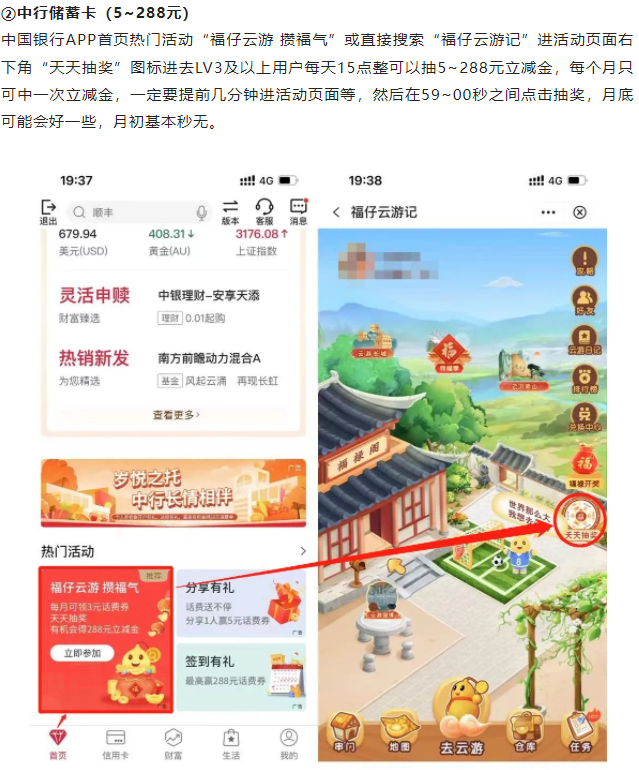 ②中行储蓄卡（5~288元）
中国银行APP首页热门活动“福仔云游 攒福气”或直接搜索“福仔云游记”进活动页面右
下角“天天抽奖”图标进去LV3及以上用户每天15点整可以抽5~288元立减金，每个月只
可中一次立减金，一定要提前几分钟进活动页面等，然后在59~00秒之间点击抽奖，月底
可能会好一些，月初基本秒无。
19:37
4G
退出
顺丰
版本
客服
消息
679.94
408.31↓
3176.08↑
美元(USD)
黄金(AU)
上证指数
灵活申赎
中银理财-安享天添
财富臻选
理财 0.01起购
热销新发
南方前瞻动力混合A
为您精选
基金 风起云涌 再现长虹
查看更多>
岁悦之托
中行长情相伴
广告
热门活动
推荐
福仔云游 攒福气
每月可领3元话费券
天天抽奖
有机会得288元立减金
立即参加
分享有礼
话费送不停
分享1人赢5元话费券
广告
签到有礼
最高赢288元话费券
广告
首页
信用卡
财富
生活
我的
19:38
4G
福仔云游记
攻略
好友
云游日记
排行榜
兑换中心
福
福禄开奖
云游长城
福
福禄阁
世界那么大
天天抽奖
串门
地图
去云游
仓库
任务